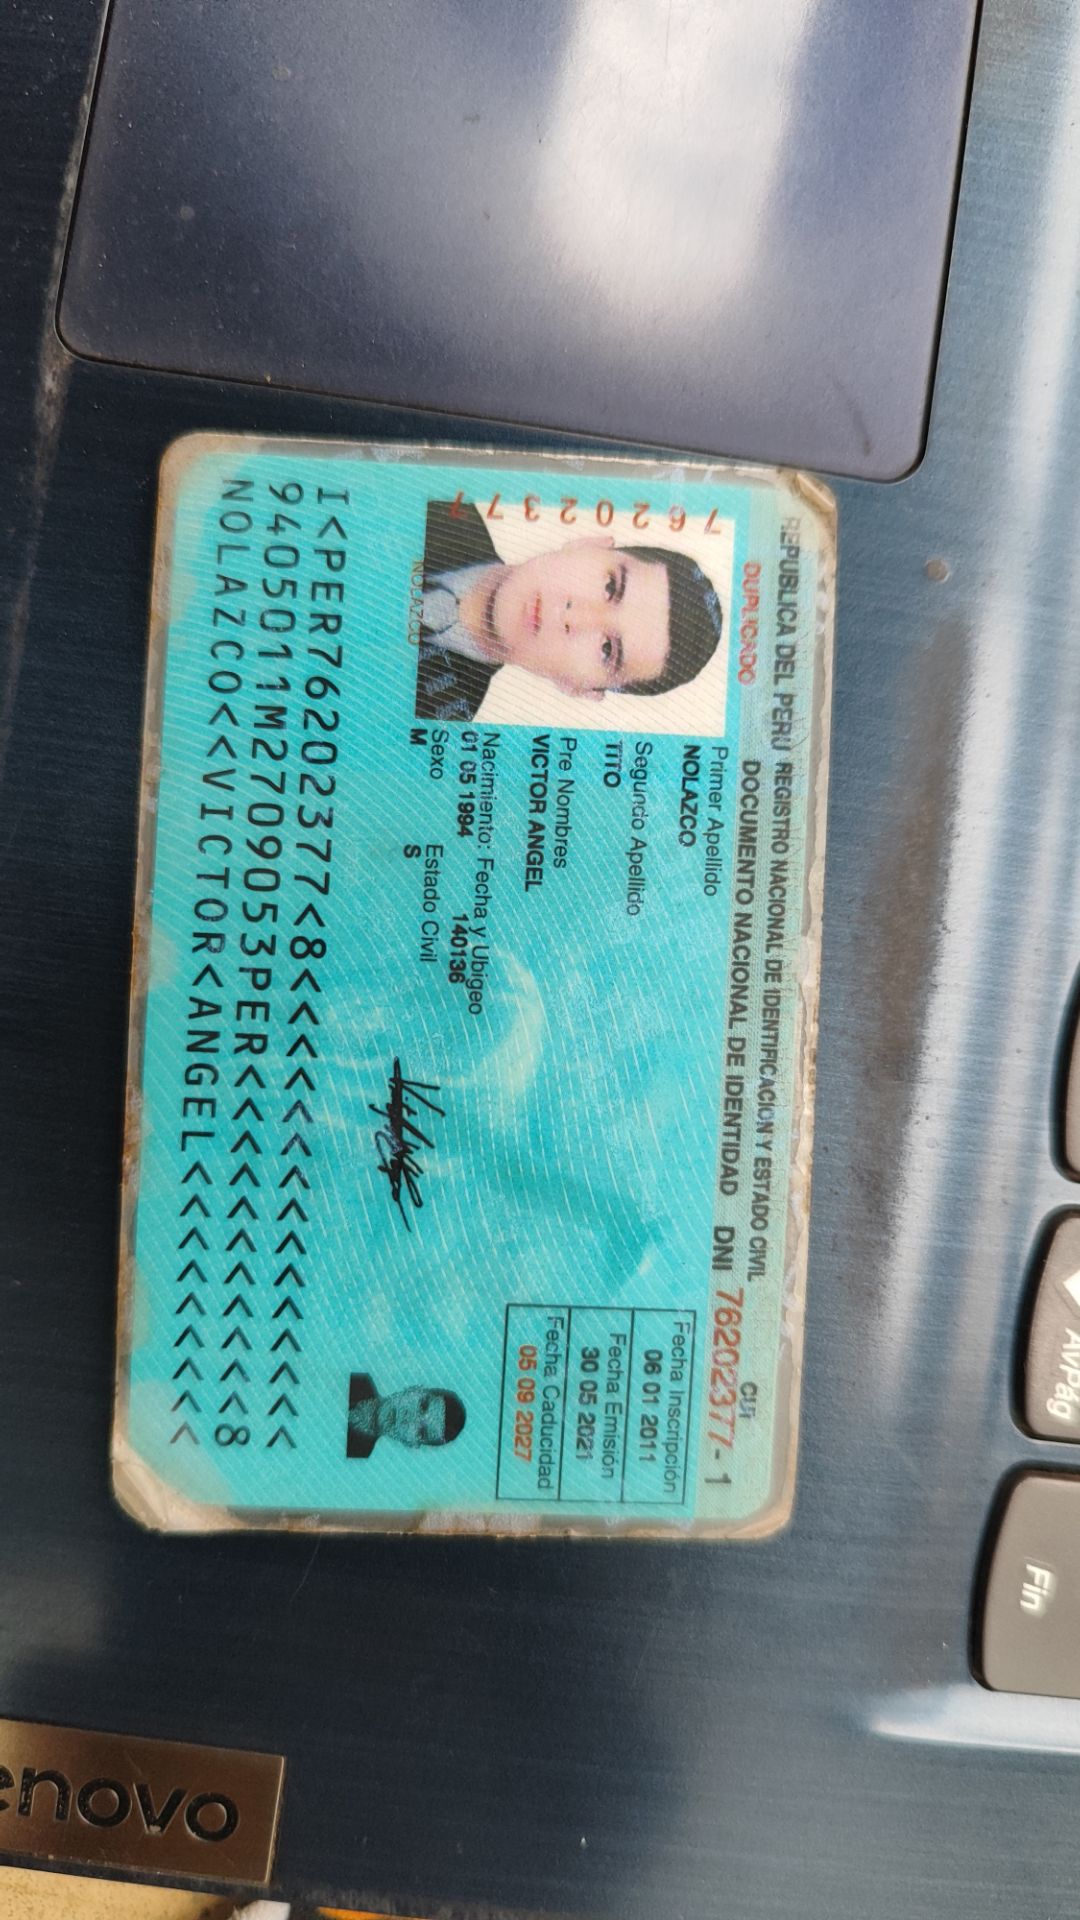 REPUBLICA DEL PERU REGISTRO NACIONAL DE IDENTIFICACION Y ESTADO CIVIL
DUPLICADO
DOCUMENTO NACIONAL DE IDENTIDAD DNI 76202377 - 1
CUI
76202377
Primer Apellido
NOLAZCO
Segundo Apellido
TITO
Pre Nombres
VICTOR ANGEL
Nacimiento: Fecha y Ubigeo
01 05 1994 140136
Sexo Estado Civil
M S
NOLAZCO
Fecha Inscripción
06 01 2011
Fecha Emisión
30 05 2021
Fecha Caducidad
05 09 2027
I<PER76202377<8<<<<<<<<<<<<<<<
9405011M2709053PER<<<<<<<<<<<8
NOLAZCO<<VICTOR<ANGEL<<<<<<<<<
AvPág
Fin
enovo